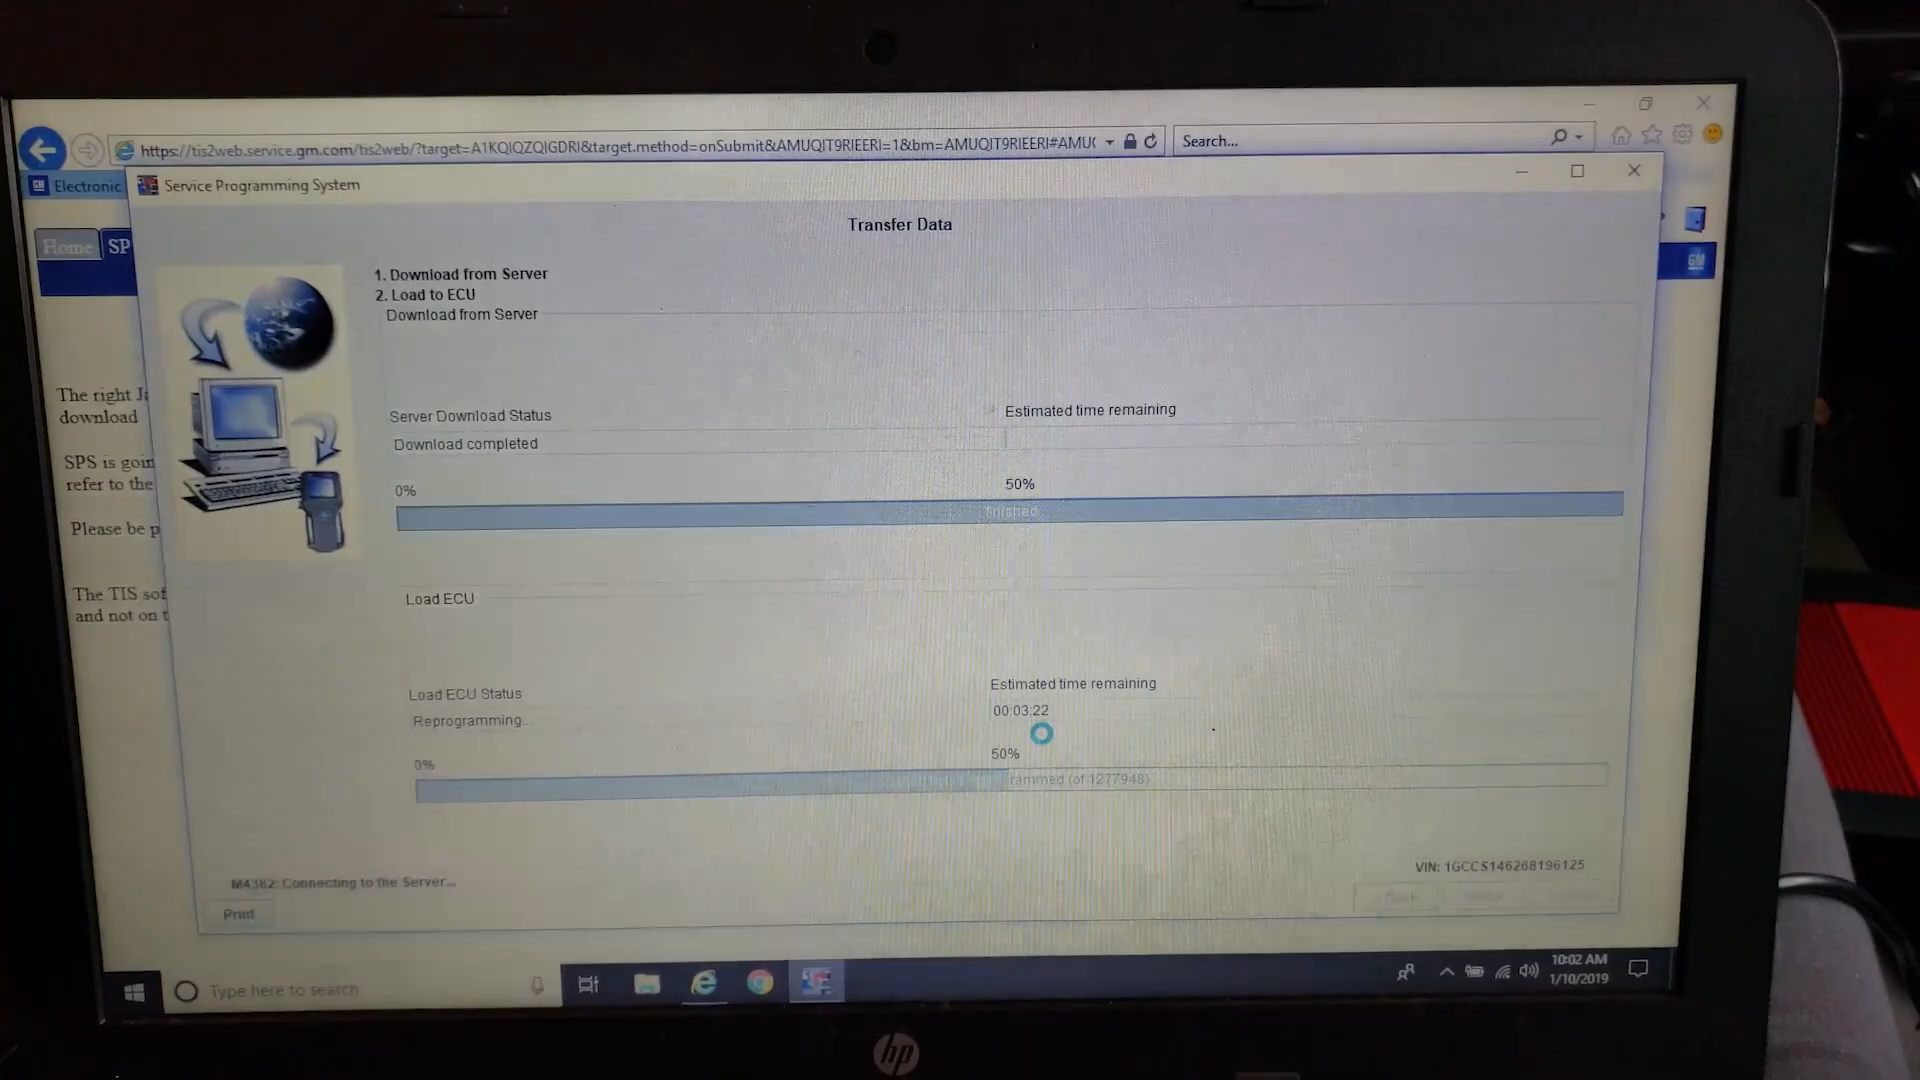 https://tis2web.service.gm.com/tis2web/?target=A1KQIQZQIGDRI&target.method=onSubmit&AMUQIT9RIEERI=1&bm=AMUQIT9RIEERI#AMU(
Search...
GM Electronic
Service Programming System
Home
SP
GM
Transfer Data
1. Download from Server
2. Load to ECU
Download from Server
The right Ja
download
SPS is goin
refer to the
Please be p
The TIS sof
and not on t
Server Download Status
Estimated time remaining
Download completed
0%
50%
finished
Load ECU
Load ECU Status
Estimated time remaining
Reprogramming...
00:03:22
0%
50%
rammed (of 1277948)
VIN: 1GCCS146268196125
M4382: Connecting to the Server...
Print
Type here to search
10:02 AM
1/10/2019
hp